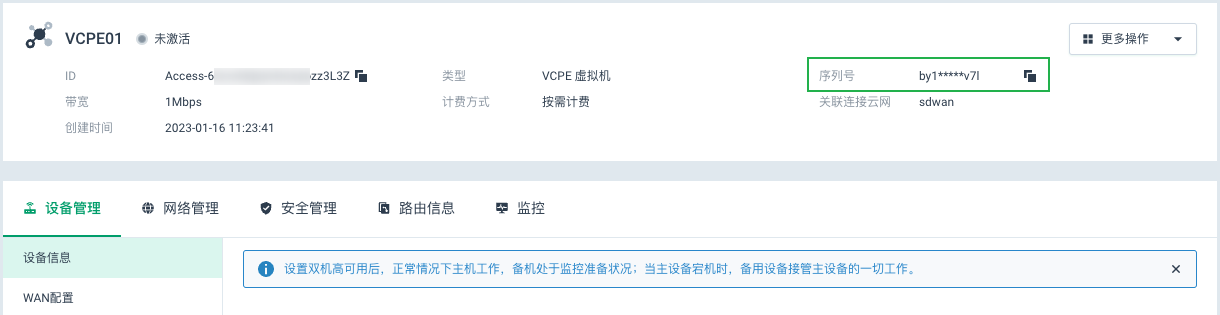 VCPE01 未激活 更多操作
ID Access-6 zz3L3Z 类型 VCPE 虚拟机 序列号 by1*****v7l
带宽 1Mbps 计费方式 按需计费 关联连接云网 sdwan
创建时间 2023-01-16 11:23:41
设备管理 网络管理 安全管理 路由信息 监控
设备信息
设置双机高可用后，正常情况下主机工作，备机处于监控准备状况；当主设备宕机时，备用设备接管主设备的一切工作。
WAN配置